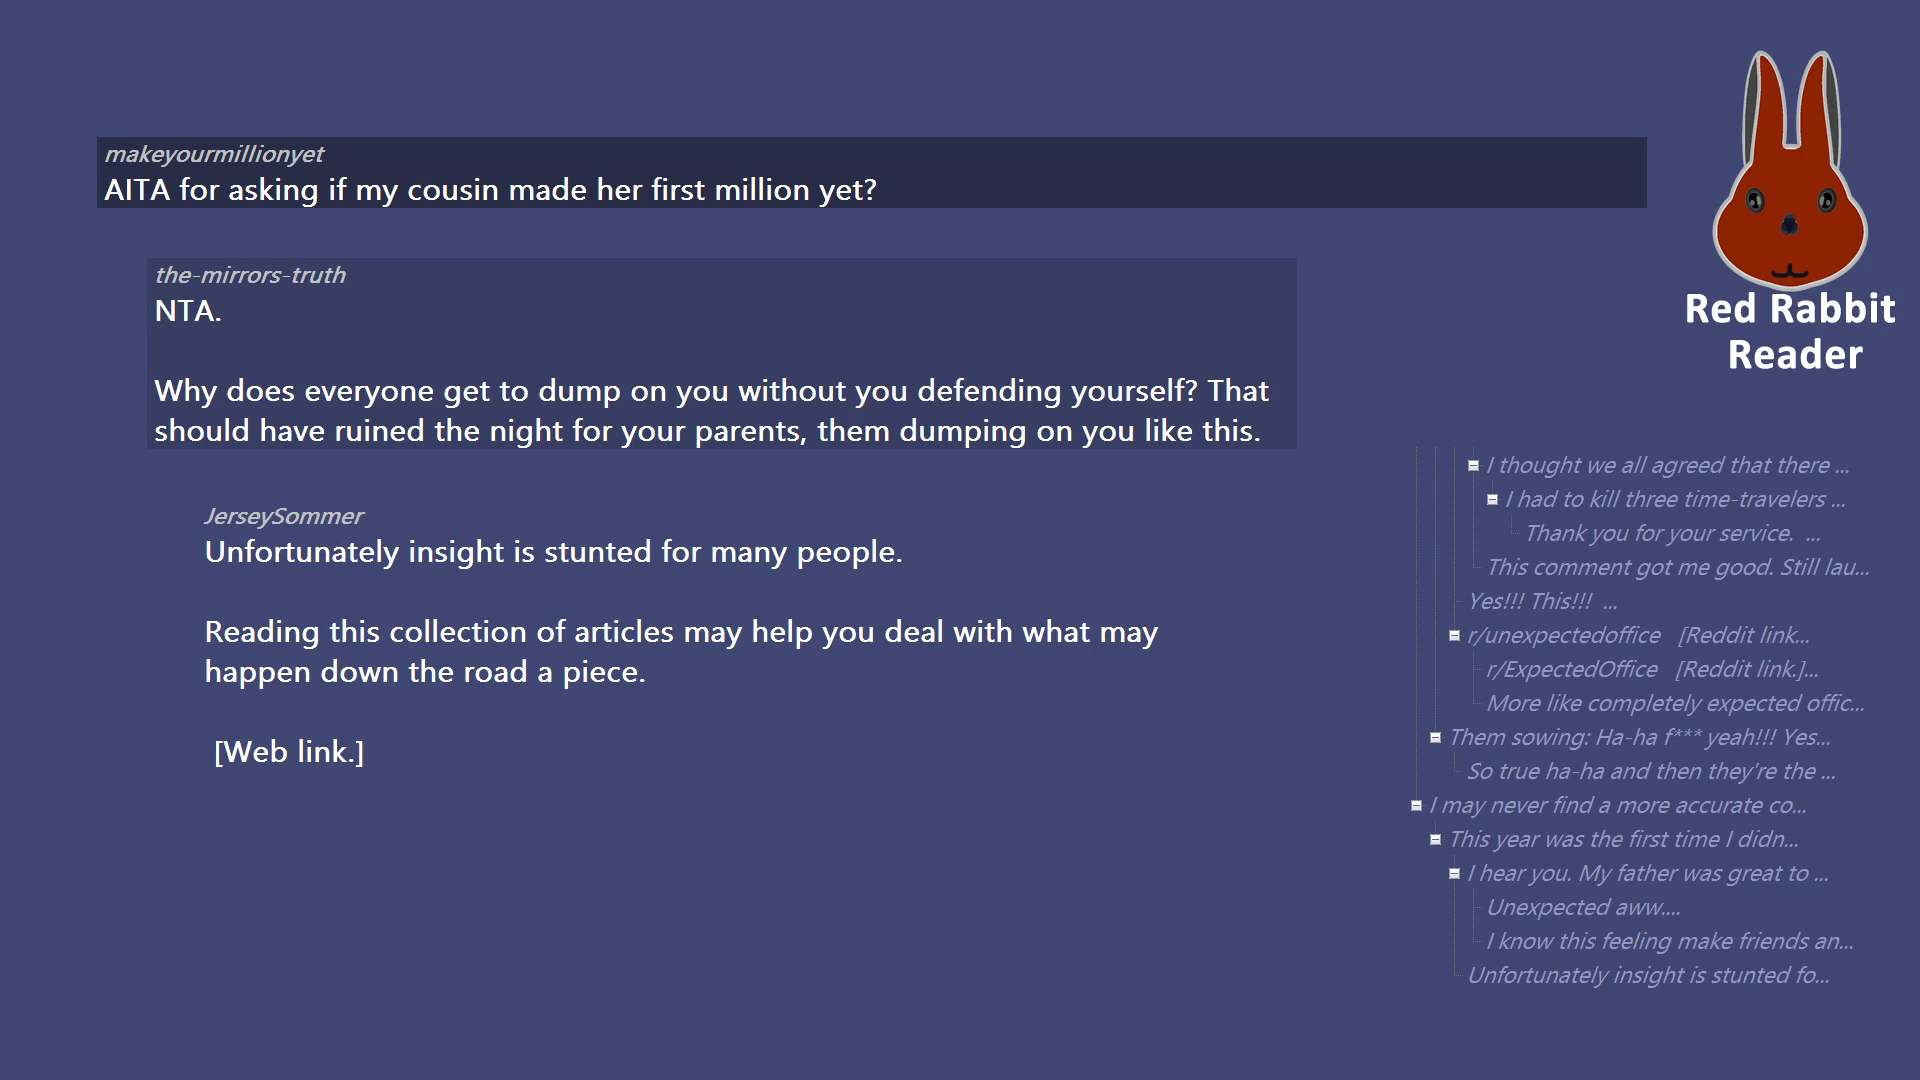 makeyourmillionyet
AITA for asking if my cousin made her first million yet?
the-mirrors-truth
NTA.
Why does everyone get to dump on you without you defending yourself? That
should have ruined the night for your parents, them dumping on you like this.
JerseySommer
Unfortunately insight is stunted for many people.
Reading this collection of articles may help you deal with what may
happen down the road a piece.
[Web link.]
Red Rabbit
Reader
I thought we all agreed that there ...
I had to kill three time-travelers ...
Thank you for your service. ...
This comment got me good. Still lau...
Yes!!! This!!! ...
r/unexpectedoffice [Reddit link...
r/ExpectedOffice [Reddit link.]...
More like completely expected offic...
Them sowing: Ha-ha f*** yeah!!! Yes...
So true ha-ha and then they're the ...
I may never find a more accurate co...
This year was the first time I didn...
I hear you. My father was great to ...
Unexpected aww....
I know this feeling make friends an...
Unfortunately insight is stunted fo...